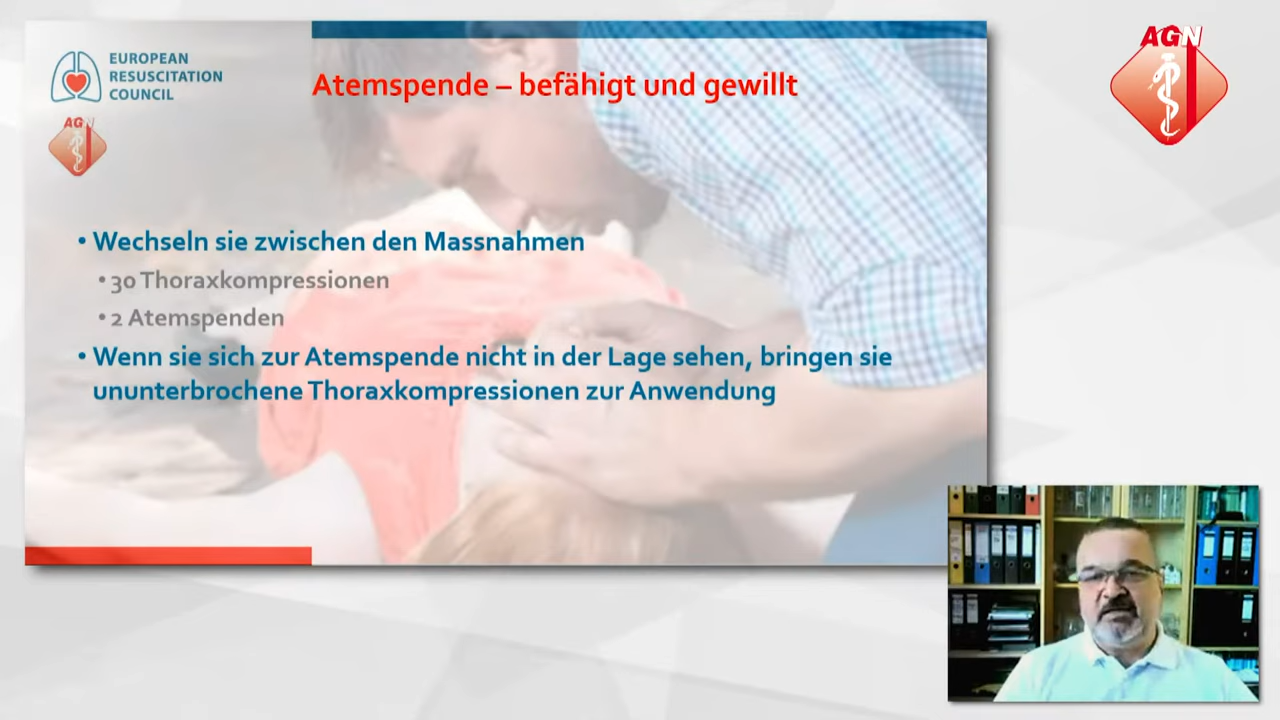 EUROPEAN
RESUSCITATION
COUNCIL
AGN
Atemspende – befähigt und gewillt
AGN
• Wechseln sie zwischen den Massnahmen
• 30 Thoraxkompressionen
• 2 Atemspenden
• Wenn sie sich zur Atemspende nicht in der Lage sehen, bringen sie
ununterbrochene Thoraxkompressionen zur Anwendung